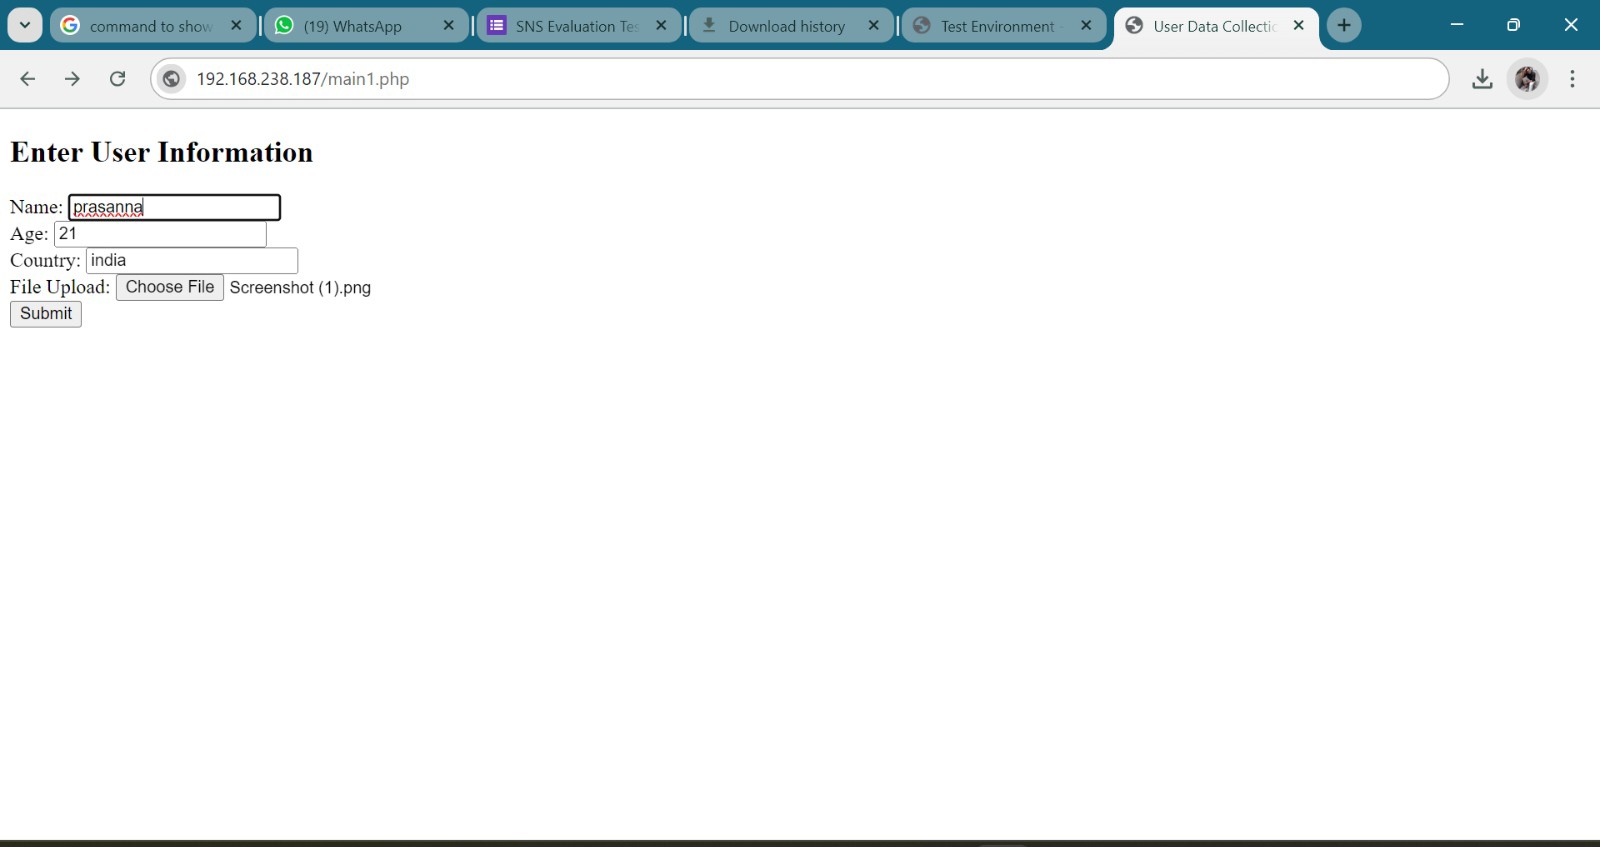 command to show
(19) WhatsApp
SNS Evaluation Tes
Download history
Test Environment
User Data Collectic
192.168.238.187/main1.php
Enter User Information
Name: prasanna
Age: 21
Country: india
File Upload: Choose File Screenshot (1).png
Submit